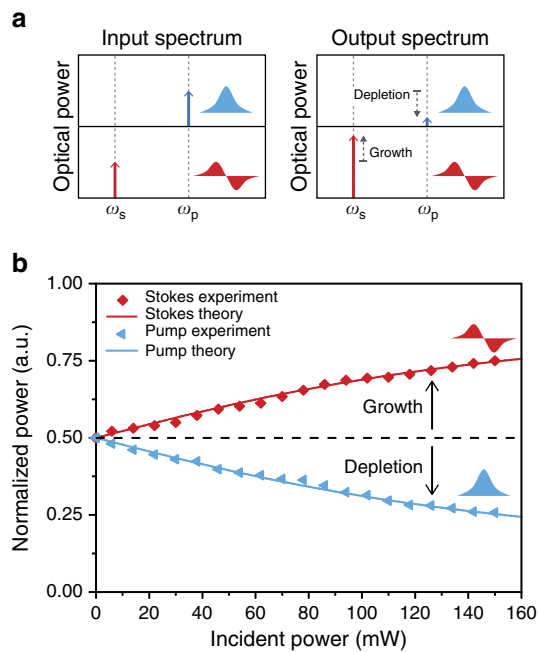 a
Input spectrum
Output spectrum
Optical power
Optical power
Depletion
Growth
ωs
ωp
ωs
ωp
b
1.00
0.75
0.50
0.25
0.00
Normalized power (a.u.)
Stokes experiment
Stokes theory
Pump experiment
Pump theory
Growth
Depletion
0 20 40 60 80 100 120 140 160
Incident power (mW)